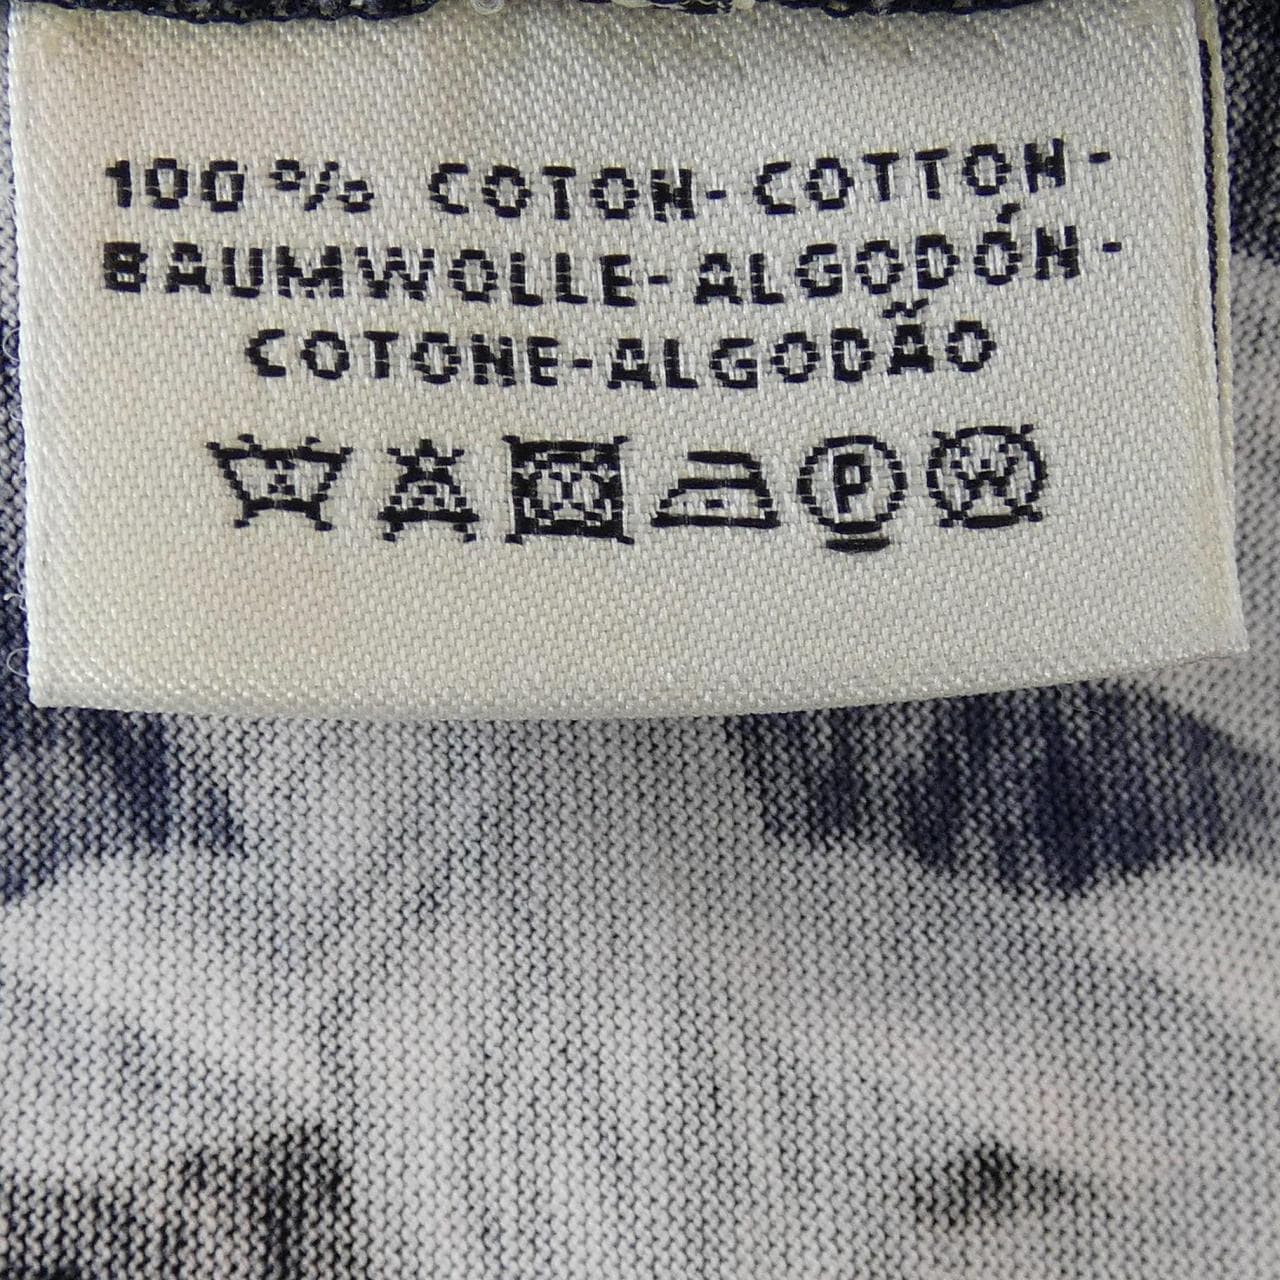 100% COTON-COTTON-
BAUMWOLLE-ALGODÓN-
COTONE-ALGODÃO
P W